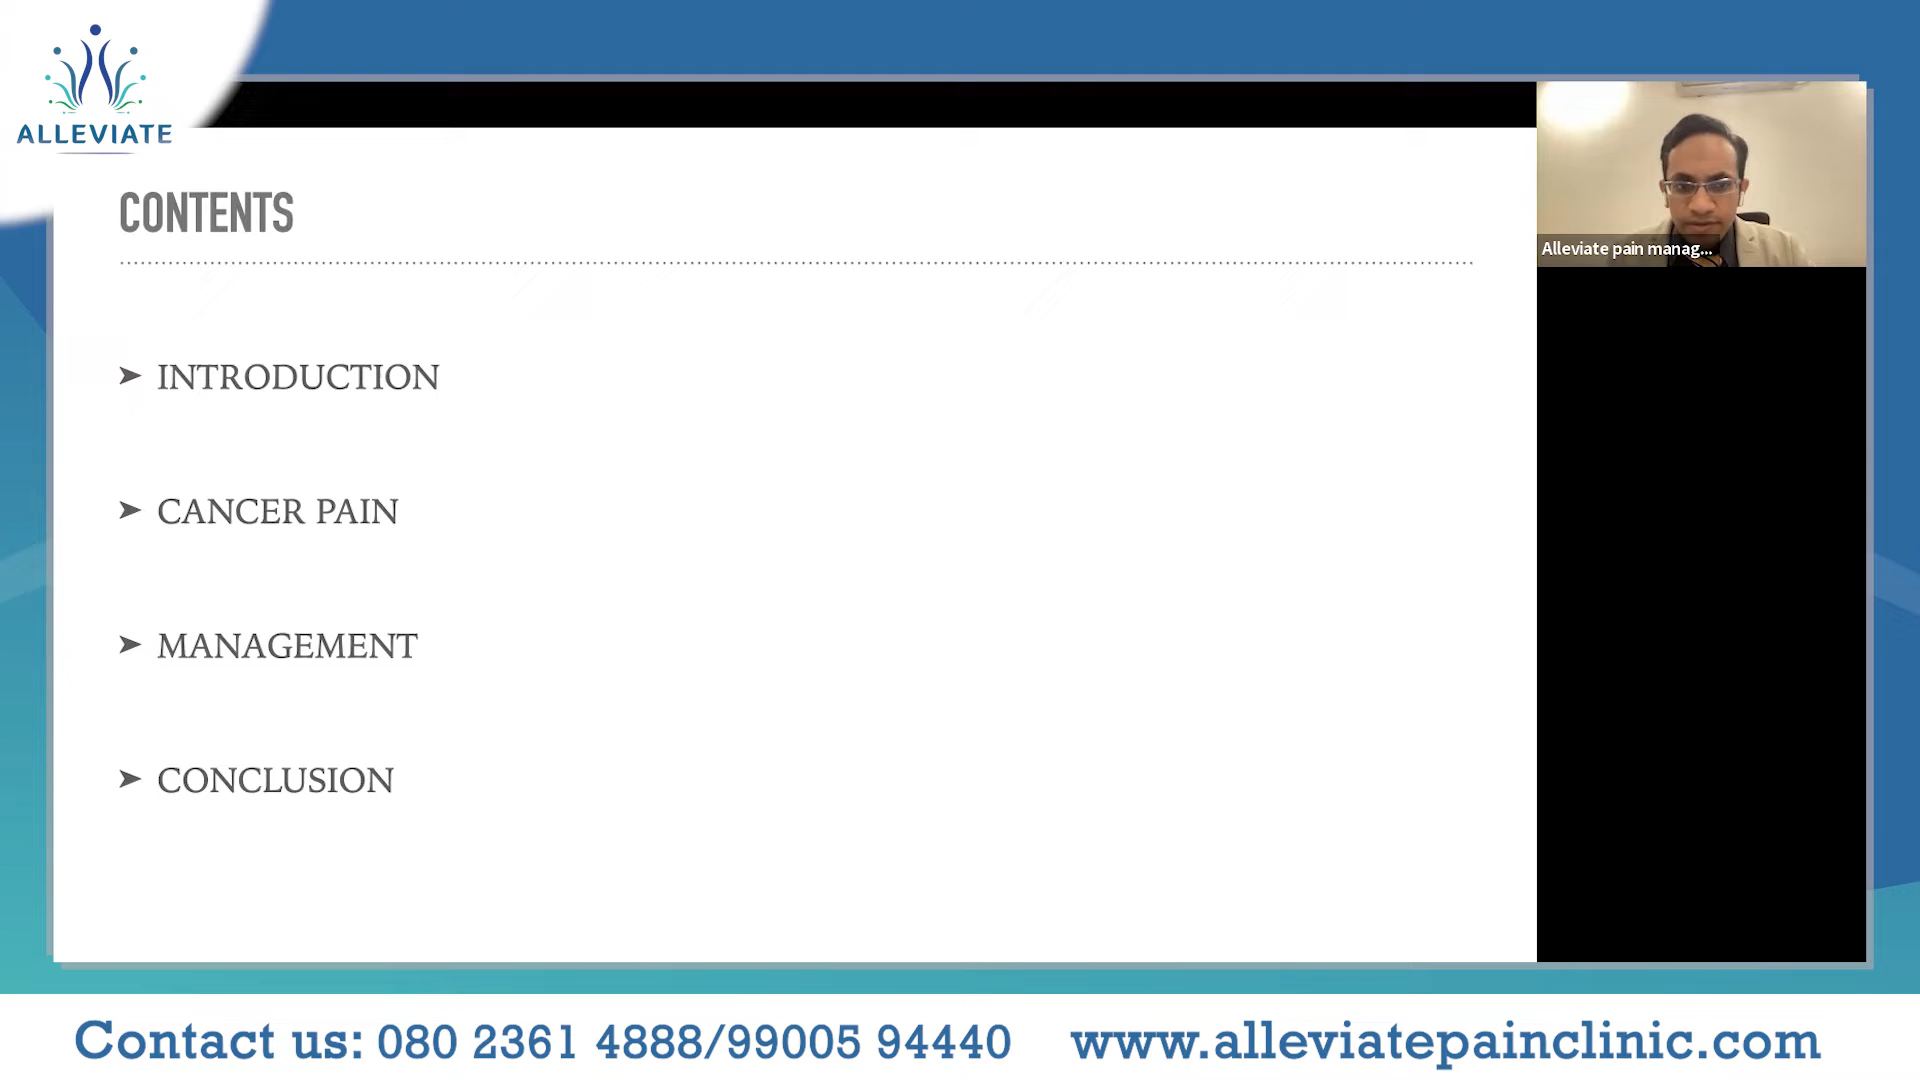 ALLEVIATE
CONTENTS
➤ INTRODUCTION
➤ CANCER PAIN
➤ MANAGEMENT
➤ CONCLUSION
Alleviate pain manag...
Contact us: 080 2361 4888/99005 94440 www.alleviatepainclinic.com